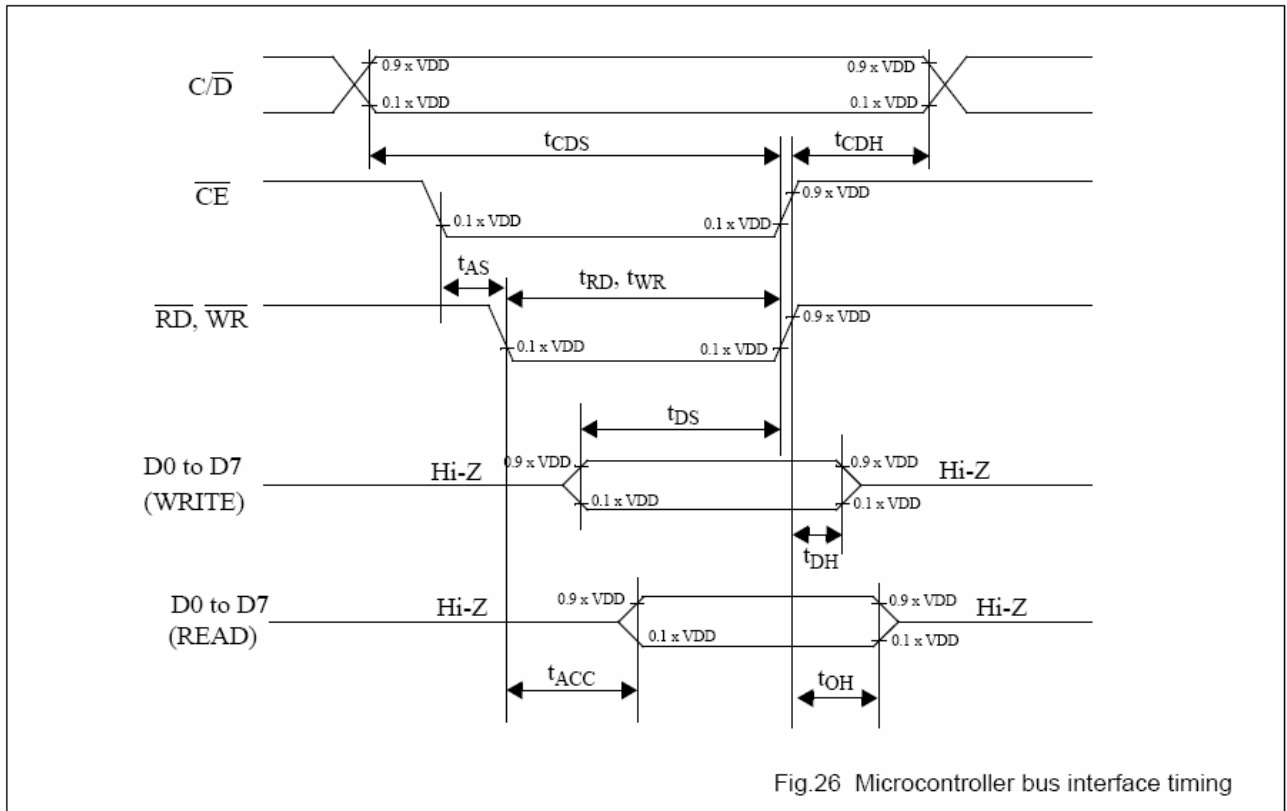 C/D̅
0.9 x VDD
0.9 x VDD
0.1 x VDD
0.1 x VDD
tCDS
tCDH
C̅E̅
0.9 x VDD
0.1 x VDD
0.1 x VDD
tAS
tRD, tWR
R̅D̅, W̅R̅
0.9 x VDD
0.1 x VDD
0.1 x VDD
tDS
D0 to D7
(WRITE)
Hi-Z
0.9 x VDD
0.9 x VDD
Hi-Z
0.1 x VDD
0.1 x VDD
tDH
D0 to D7
(READ)
Hi-Z
0.9 x VDD
0.9 x VDD
Hi-Z
0.1 x VDD
0.1 x VDD
tACC
tOH
Fig.26 Microcontroller bus interface timing